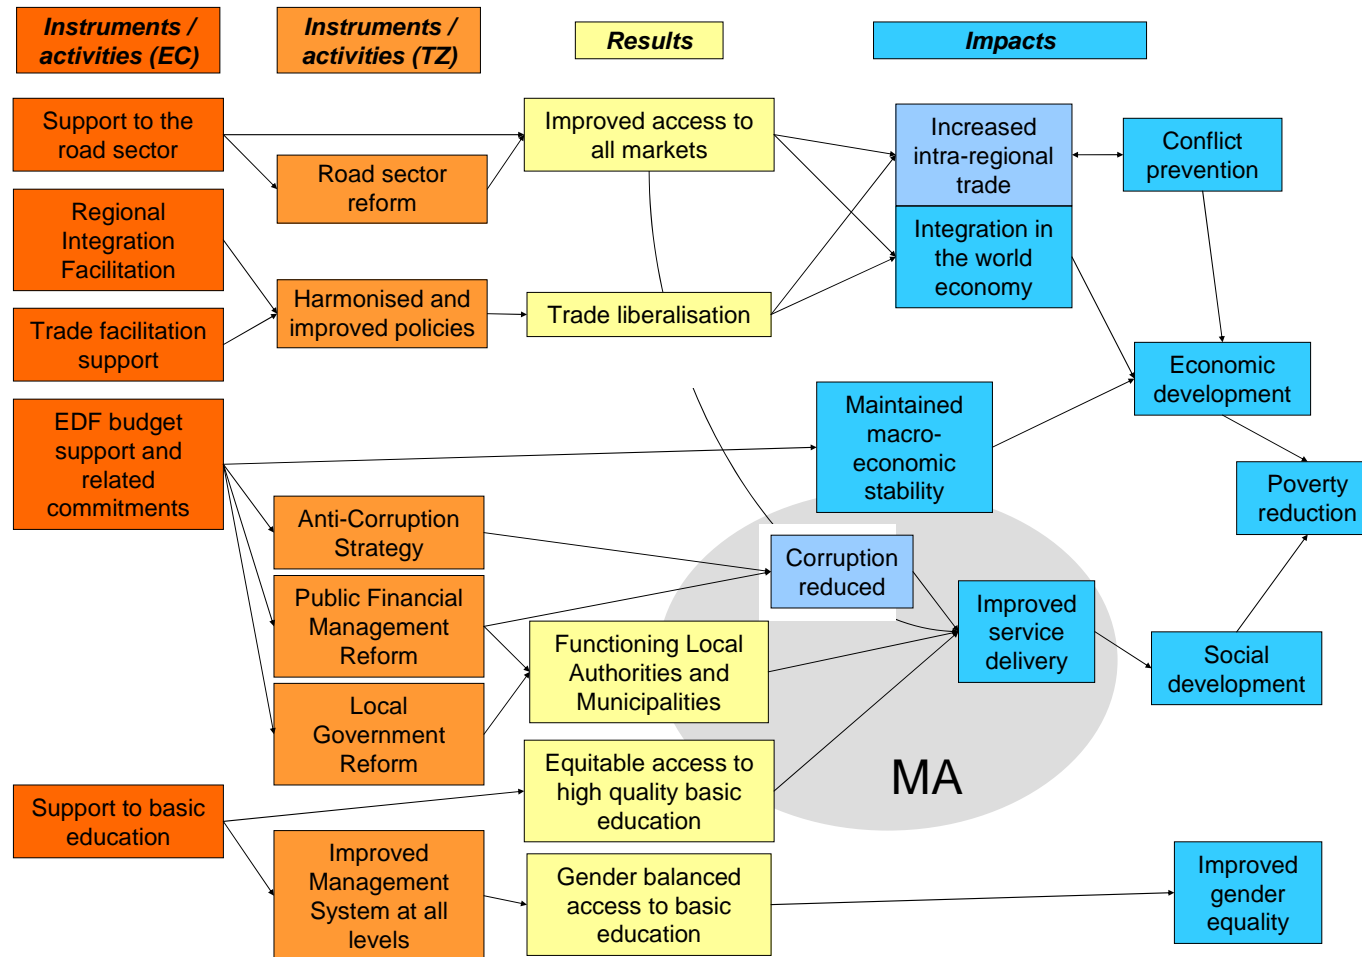 Instruments /
activities (EC)
Instruments /
activities (TZ)
Results
Impacts
Support to the
road sector
Road sector
reform
Improved access to
all markets
Increased
intra-regional
trade
Conflict
prevention
Regional
Integration
Facilitation
Integration in
the world
economy
Harmonised and
improved policies
Trade liberalisation
Trade facilitation
support
Economic
development
EDF budget
support and
related
commitments
Maintained
macro-
economic
stability
Poverty
reduction
Anti-Corruption
Strategy
Corruption
reduced
Public Financial
Management
Reform
Improved
service
delivery
Functioning Local
Authorities and
Municipalities
Social
development
Local
Government
Reform
Equitable access to
high quality basic
education
MA
Support to basic
education
Improved
Management
System at all
levels
Gender balanced
access to basic
education
Improved
gender
equality